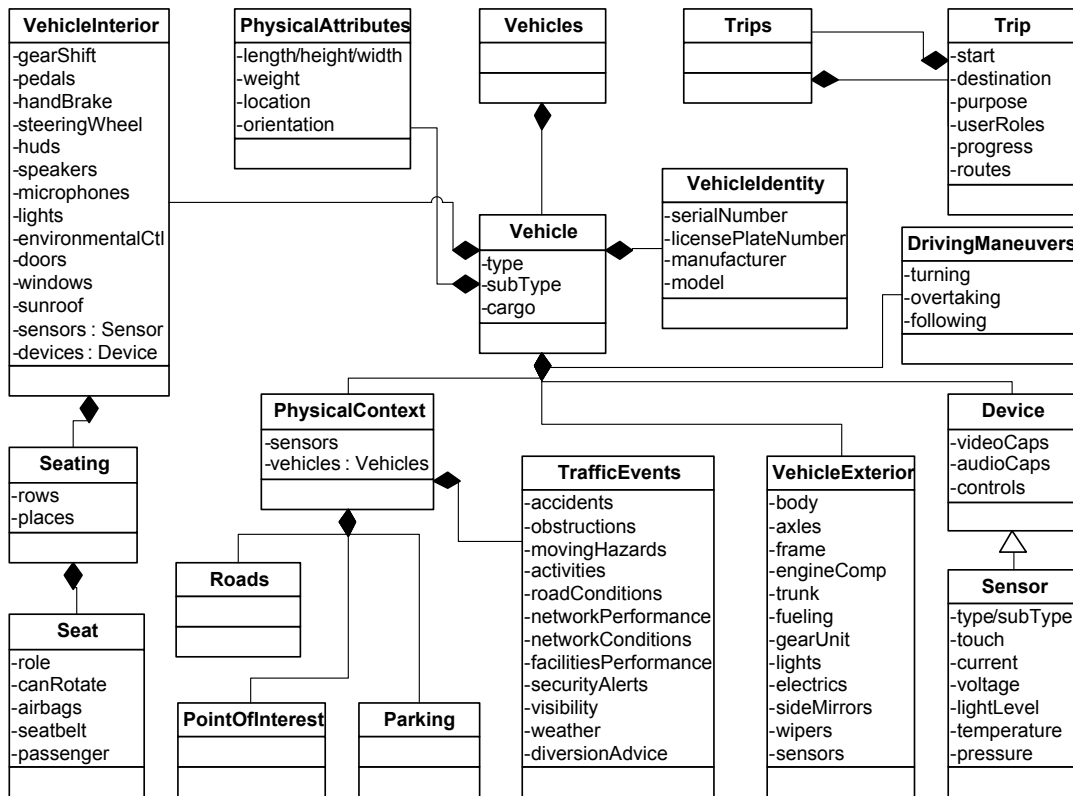 VehicleInterior
-gearShift
-pedals
-handBrake
-steeringWheel
-huds
-speakers
-microphones
-lights
-environmentalCtl
-doors
-windows
-sunroof
-sensors : Sensor
-devices : Device
PhysicalAttributes
-length/height/width
-weight
-location
-orientation
Vehicles
Trips
Trip
-start
-destination
-purpose
-userRoles
-progress
-routes
VehicleIdentity
-serialNumber
-licensePlateNumber
-manufacturer
-model
Vehicle
-type
-subType
-cargo
DrivingManeuvers
-turning
-overtaking
-following
PhysicalContext
-sensors
-vehicles : Vehicles
Device
-videoCaps
-audioCaps
-controls
Seating
-rows
-places
TrafficEvents
-accidents
-obstructions
-movingHazards
-activities
-roadConditions
-networkPerformance
-networkConditions
-facilitiesPerformance
-securityAlerts
-visibility
-weather
-diversionAdvice
VehicleExterior
-body
-axles
-frame
-engineComp
-trunk
-fueling
-gearUnit
-lights
-electrics
-sideMirrors
-wipers
-sensors
Roads
Sensor
-type/subType
-touch
-current
-voltage
-lightLevel
-temperature
-pressure
Seat
-role
-canRotate
-airbags
-seatbelt
-passenger
PointOfInterest
Parking